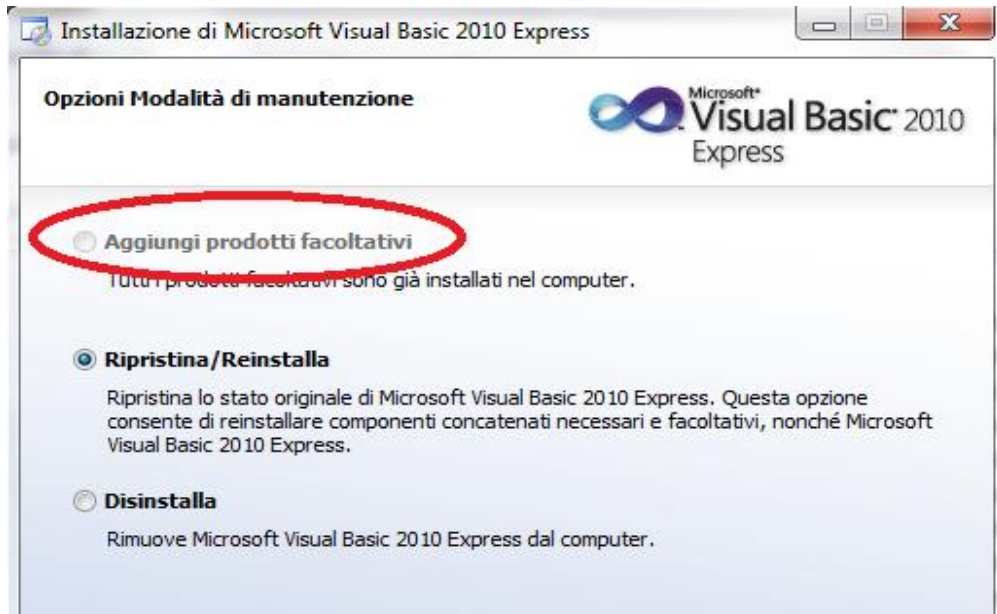 Installazione di Microsoft Visual Basic 2010 Express
Opzioni Modalità di manutenzione
Microsoft®
Visual Basic® 2010
Express
Aggiungi prodotti facoltativi
Tutti i prodotti facoltativi sono già installati nel computer.
Ripristina/Reinstalla
Ripristina lo stato originale di Microsoft Visual Basic 2010 Express. Questa opzione
consente di reinstallare componenti concatenati necessari e facoltativi, nonché Microsoft
Visual Basic 2010 Express.
Disinstalla
Rimuove Microsoft Visual Basic 2010 Express dal computer.